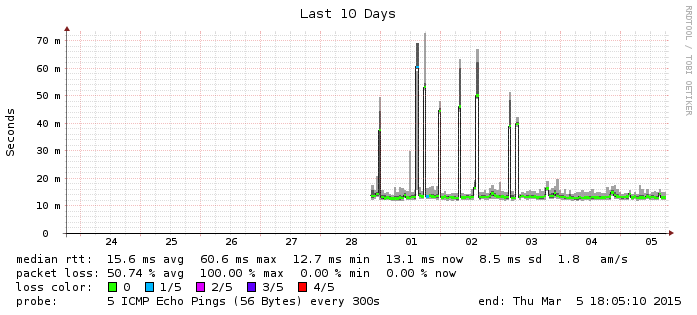 Last 10 Days
RRDTOOL / TOBI OETIKER
Seconds
70 m
60 m
50 m
40 m
30 m
20 m
10 m
0
24 25 26 27 28 01 02 03 04 05
median rtt: 15.6 ms avg 60.6 ms max 12.7 ms min 13.1 ms now 8.5 ms sd 1.8 am/s
packet loss: 50.74 % avg 100.00 % max 0.00 % min 0.00 % now
loss color: 0 1/5 2/5 3/5 4/5
probe: 5 ICMP Echo Pings (56 Bytes) every 300s end: Thu Mar 5 18:05:10 2015